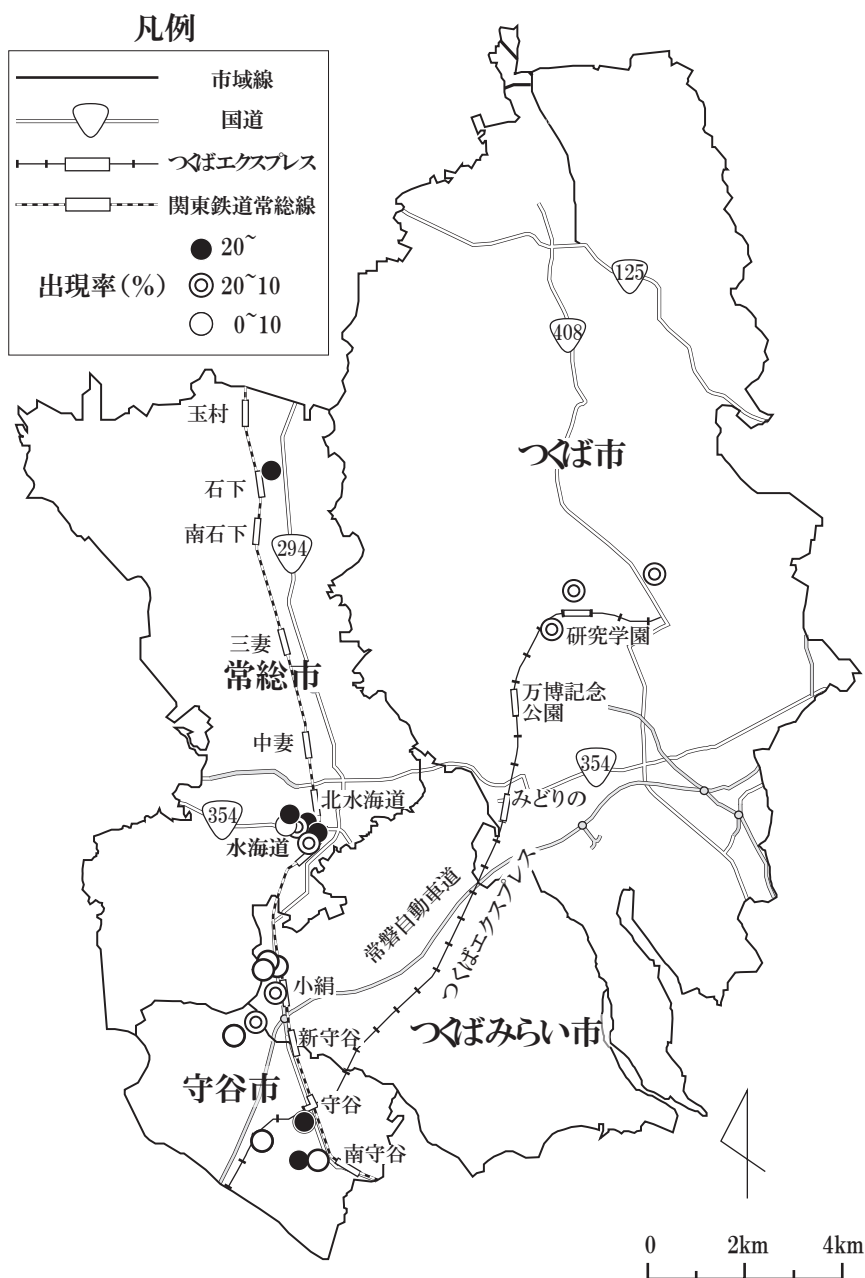 凡例
市域線
国道
つくばエクスプレス
関東鉄道常総線
出現率(%)
20~
20~10
0~10
125
408
玉村
石下
つくば市
南石下
294
研究学園
三妻
常総市
万博記念
公園
中妻
354
北水海道
みどりの
354
水海道
常磐自動車道
つくばエクスプレス
小絹
新守谷
つくばみらい市
守谷市
守谷
南守谷
0 2km 4km